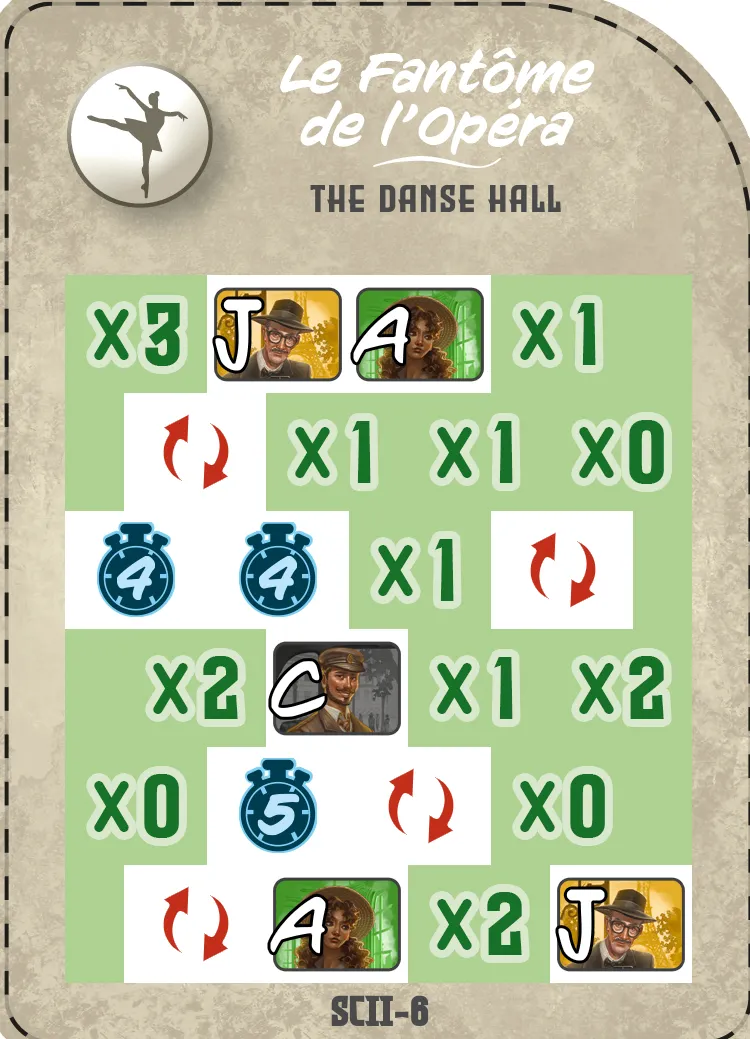 Le Fantôme
de l'Opéra
THE DANSE HALL
X3 J A X1
X1 X1 X0
4 4 X1
X2 C X1 X2
X0 5 X0
A X2 J
SCII-6